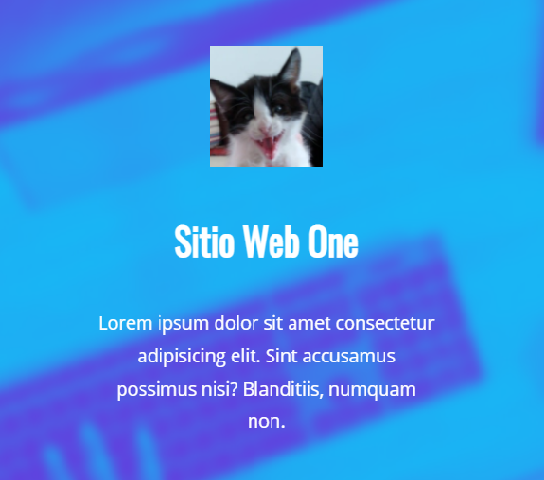 Sitio Web One
Lorem ipsum dolor sit amet consectetur
adipisicing elit. Sint accusamus
possimus nisi? Blanditiis, numquam
non.